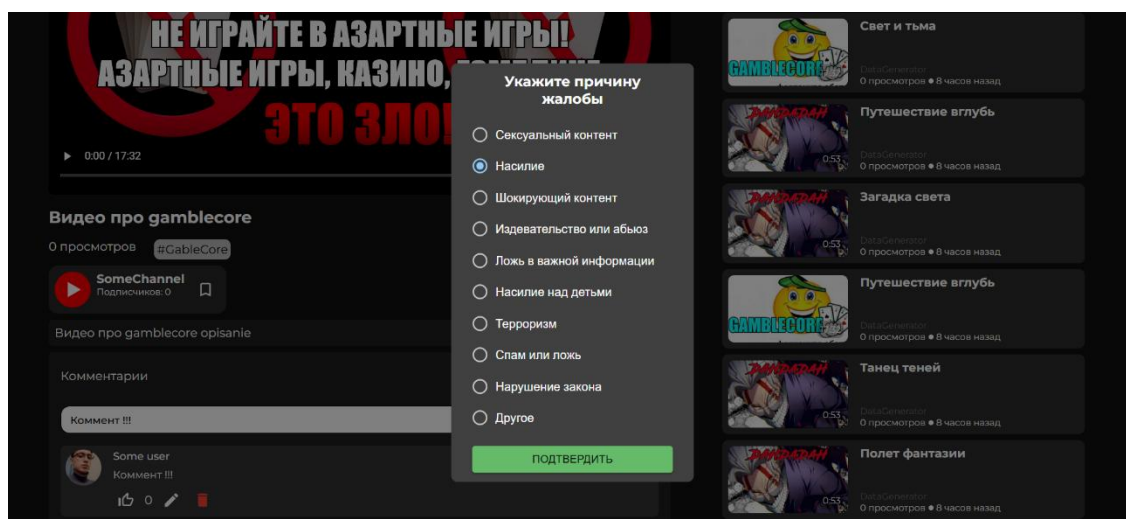 НЕ ИГРАЙТЕ В АЗАРТНЫЕ ИГРЫ!
АЗАРТНЫЕ ИГРЫ, КАЗИНО,
ЭТО ЗЛО!
0:00 / 17:32
Видео про gamblecore
0 просмотров #GableCore
SomeChannel
Подписчиков: 0
Видео про gamblecore opisanie
Комментарии
Коммент !!!
Some user
Коммент !!!
0
Укажите причину
жалобы
Сексуальный контент
Насилие
Шокирующий контент
Издевательство или абьюз
Ложь в важной информации
Насилие над детьми
Терроризм
Спам или ложь
Нарушение закона
Другое
ПОДТВЕРДИТЬ
GAMBLECORE
Свет и тьма
DataGenerator
0 просмотров ● 8 часов назад
DANDADAN
0:53
Путешествие вглубь
DataGenerator
0 просмотров ● 8 часов назад
DANDADAN
0:53
Загадка света
DataGenerator
0 просмотров ● 8 часов назад
GAMBLECORE
Путешествие вглубь
DataGenerator
0 просмотров ● 8 часов назад
DANDADAN
0:53
Танец теней
DataGenerator
0 просмотров ● 8 часов назад
DANDADAN
0:53
Полет фантазии
DataGenerator
0 просмотров ● 8 часов назад